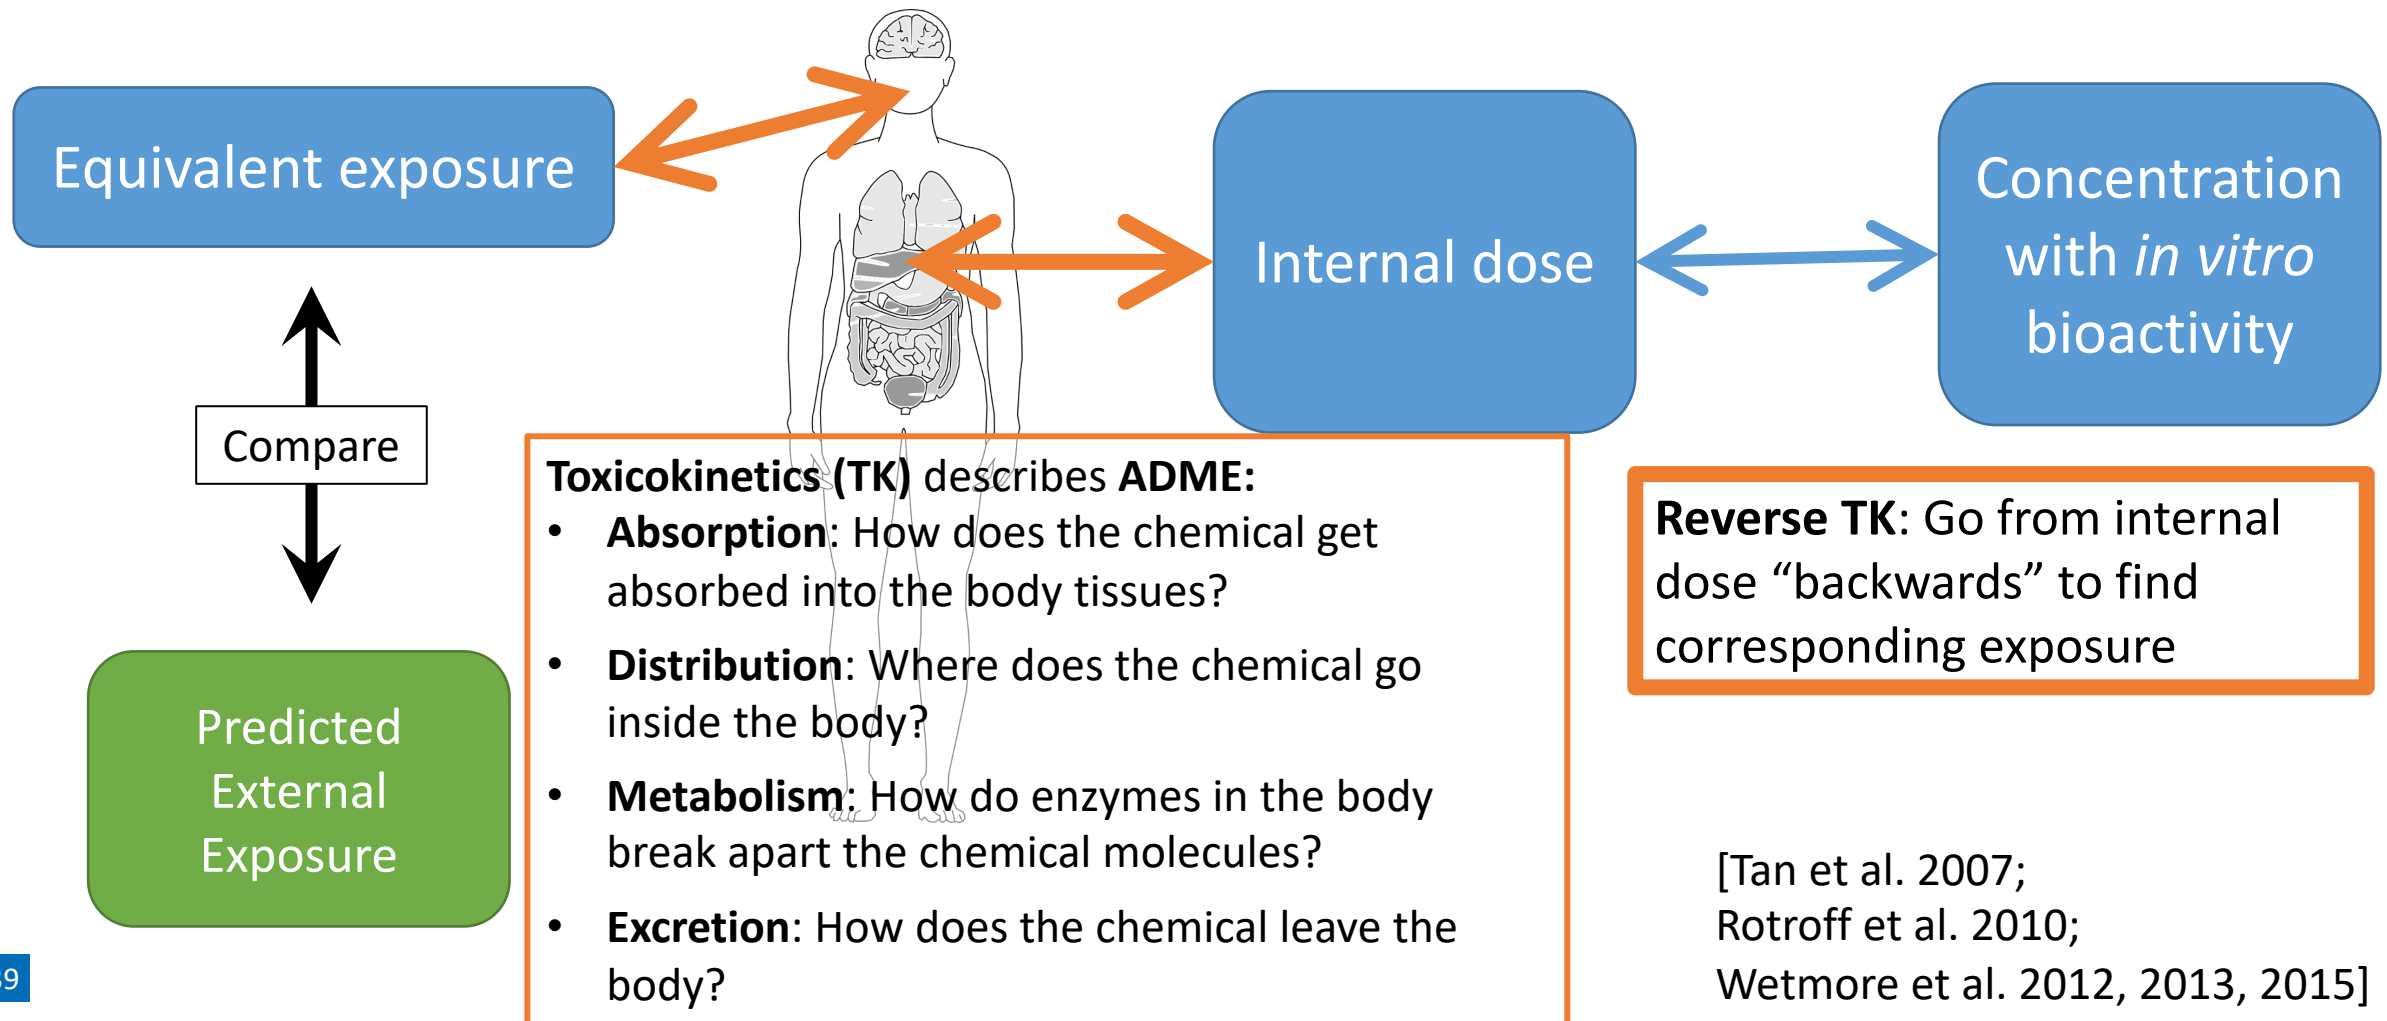 Equivalent exposure
Internal dose
Concentration
with in vitro
bioactivity
Compare
Predicted
External
Exposure
Toxicokinetics (TK) describes ADME:
• Absorption: How does the chemical get
absorbed into the body tissues?
• Distribution: Where does the chemical go
inside the body?
• Metabolism: How do enzymes in the body
break apart the chemical molecules?
• Excretion: How does the chemical leave the
body?
Reverse TK: Go from internal
dose “backwards” to find
corresponding exposure
[Tan et al. 2007;
Rotroff et al. 2010;
Wetmore et al. 2012, 2013, 2015]